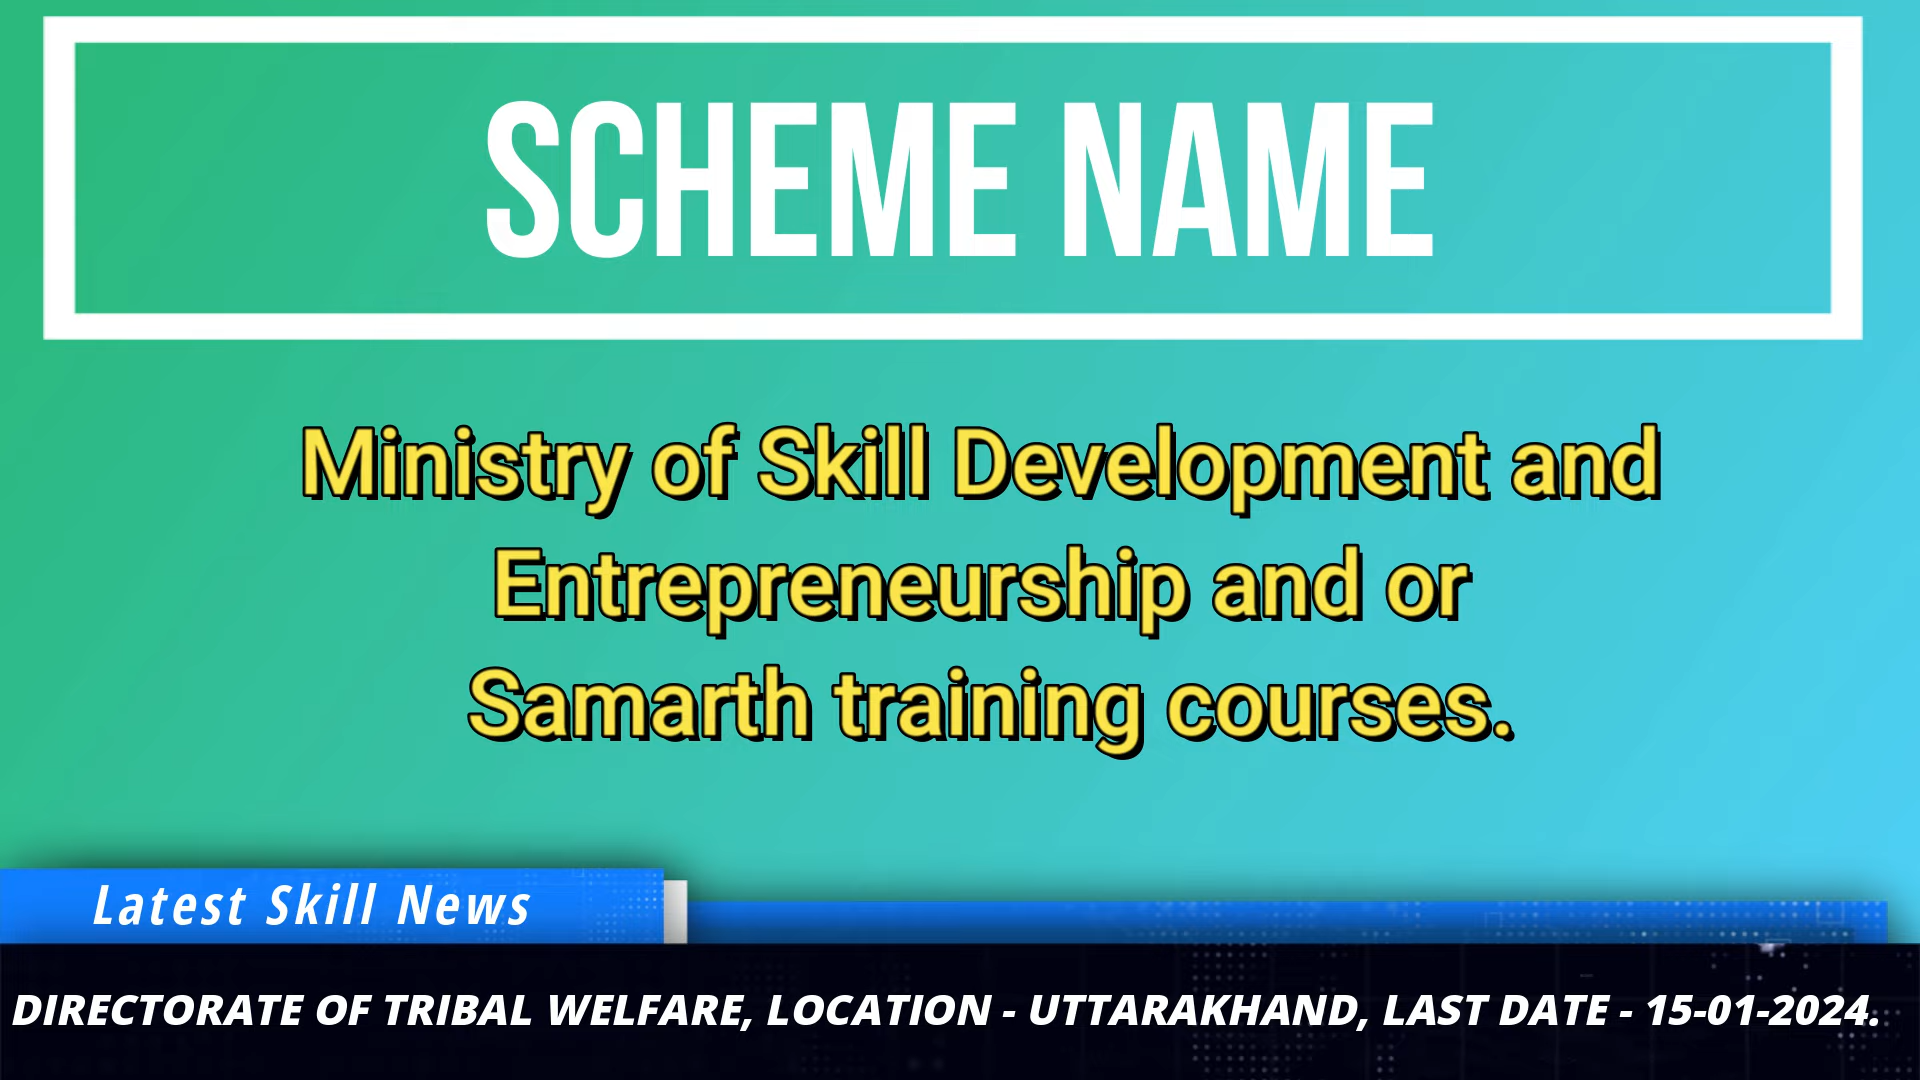 SCHEME NAME
Ministry of Skill Development and
Entrepreneurship and or
Samarth training courses.
Latest Skill News
DIRECTORATE OF TRIBAL WELFARE, LOCATION - UTTARAKHAND, LAST DATE - 15-01-2024.